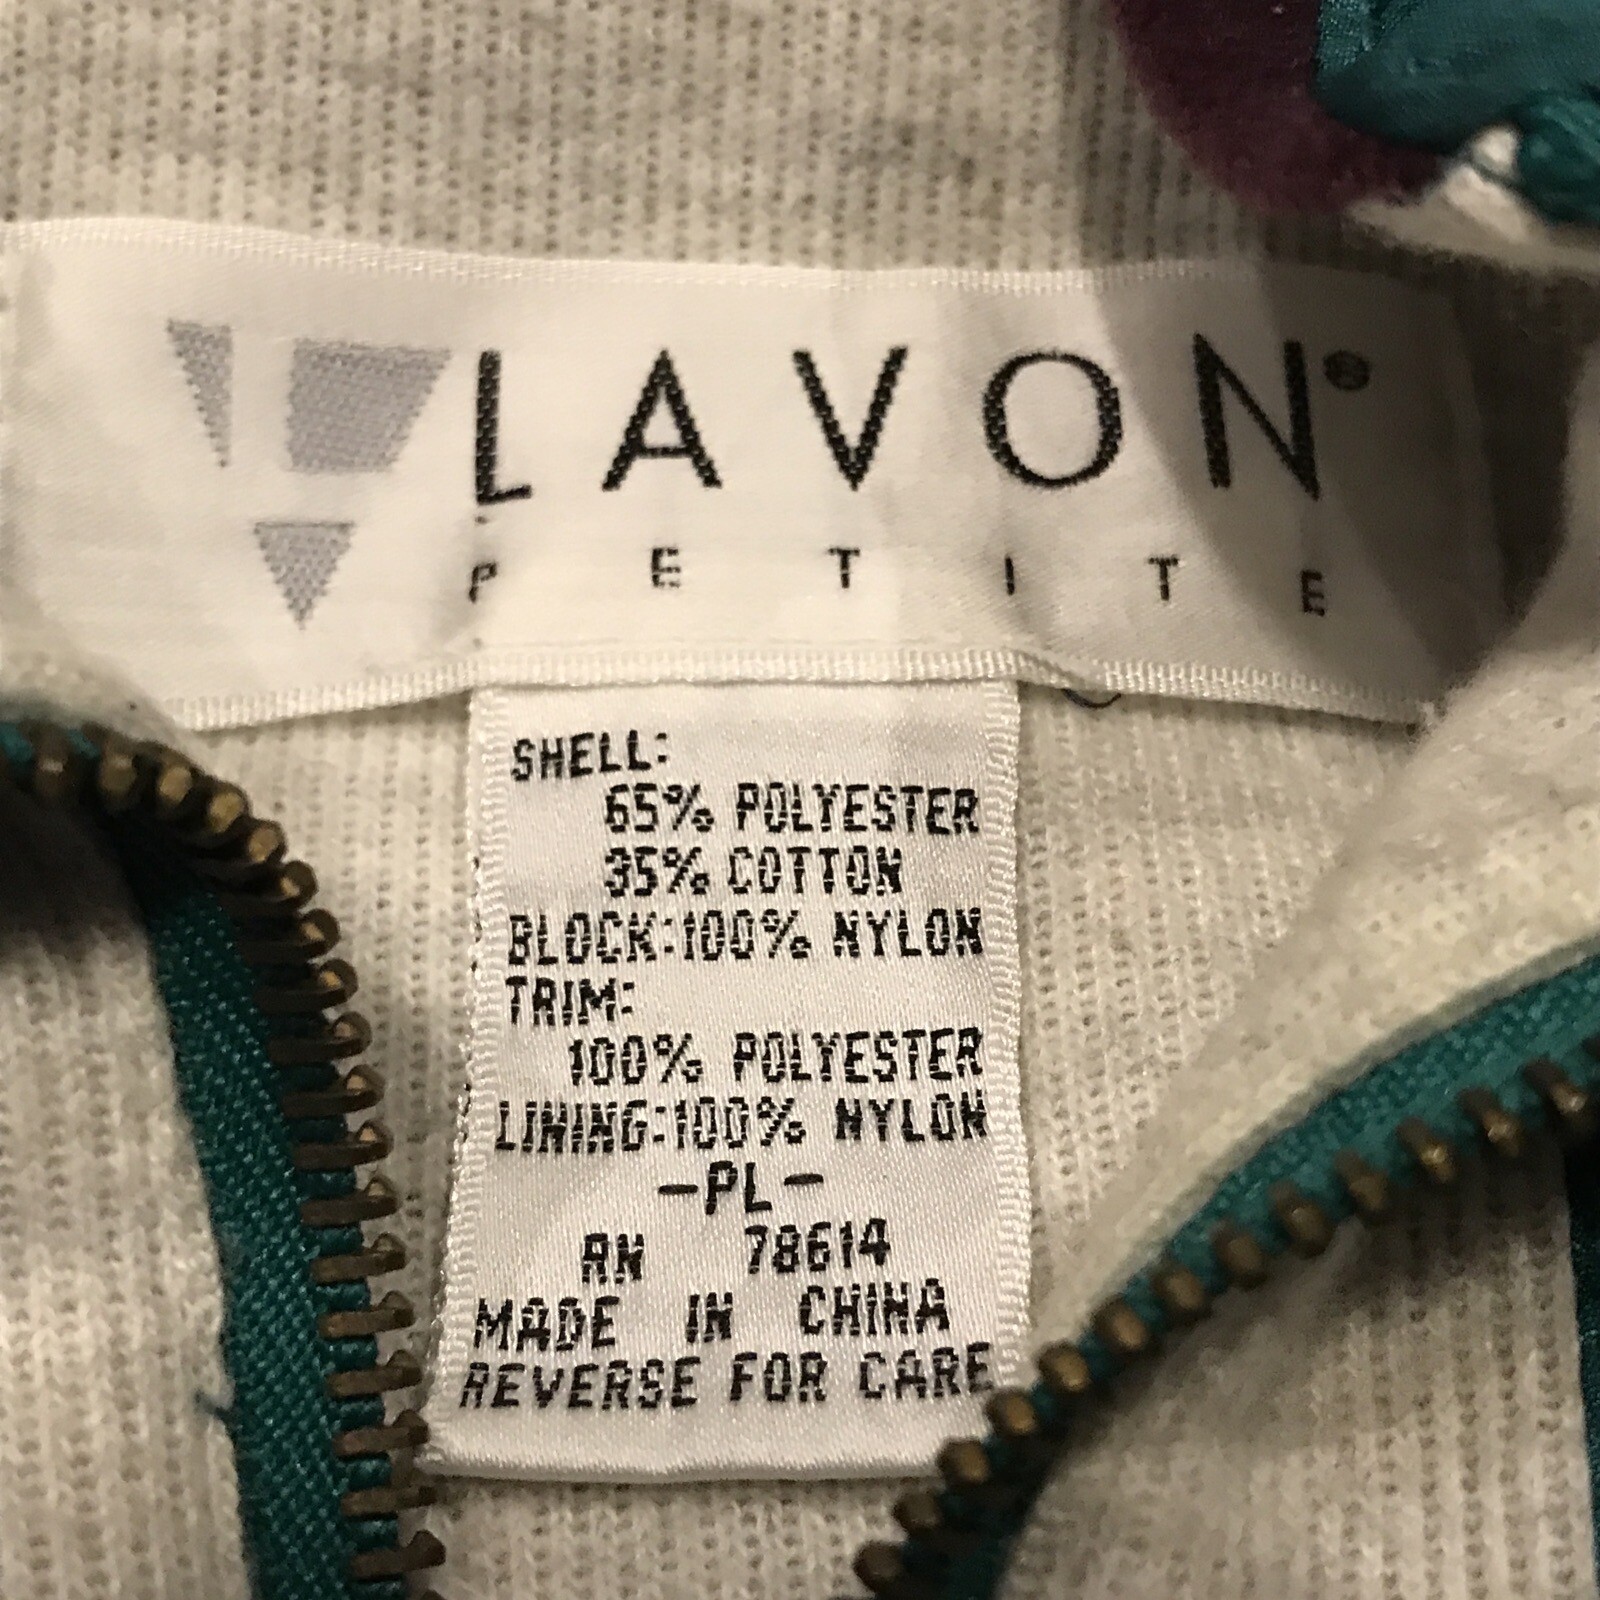 LAVON®
PETITE
SHELL:
65% POLYESTER
35% COTTON
BLOCK:100% NYLON
TRIM:
100% POLYESTER
LINING:100% NYLON
-PL-
RN 78614
MADE IN CHINA
REVERSE FOR CARE